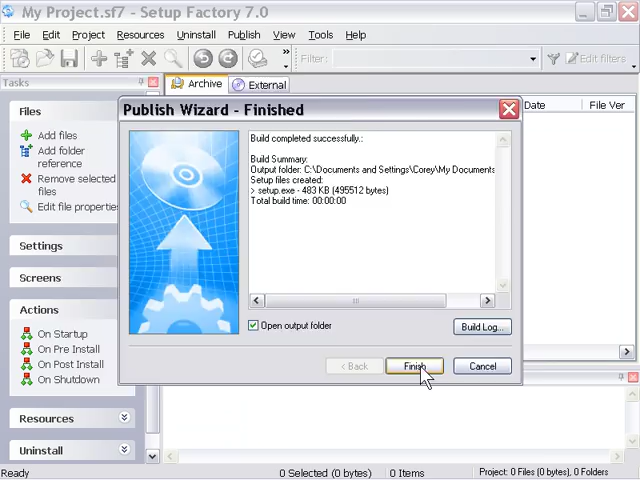 My Project.sf7 - Setup Factory 7.0
File Edit Project Resources Uninstall Publish View Tools Help
Filter: Edit filters
Tasks
Archive External
Files
Date File Ver
Add files
Add folder reference
Remove selected files
Edit file properties
Settings
Screens
Actions
On Startup
On Pre Install
On Post Install
On Shutdown
Resources
Uninstall
Publish Wizard - Finished
Build completed successfully.:
Build Summary:
Output folder: C:\Documents and Settings\Corey\My Documents
Setup files created:
> setup.exe - 483 KB (495512 bytes)
Total build time: 00:00:00
Open output folder
Build Log...
< Back Finish Cancel
Ready 0 Selected (0 bytes) 0 Items Project: 0 Files (0 bytes), 0 Folders